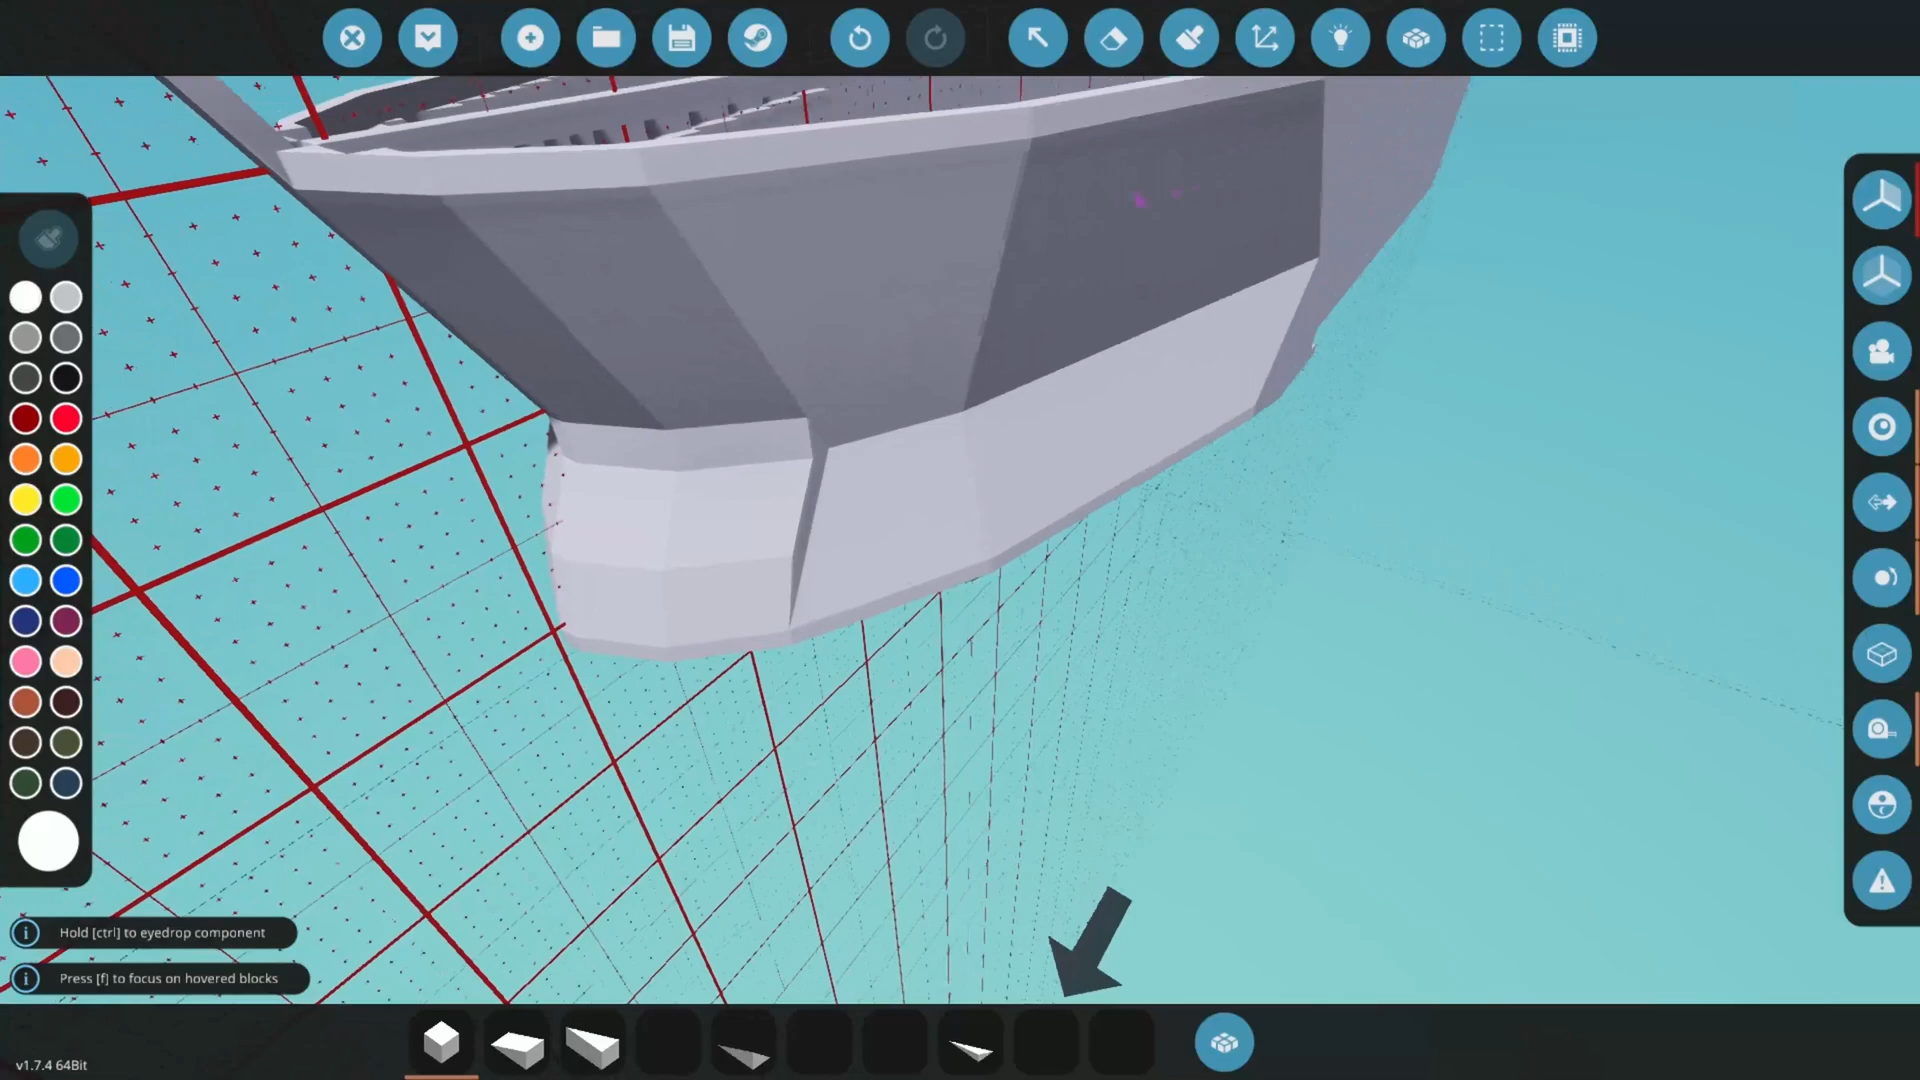 Hold [ctrl] to eyedrop component
Press [f] to focus on hovered blocks
v1.7.4 64Bit